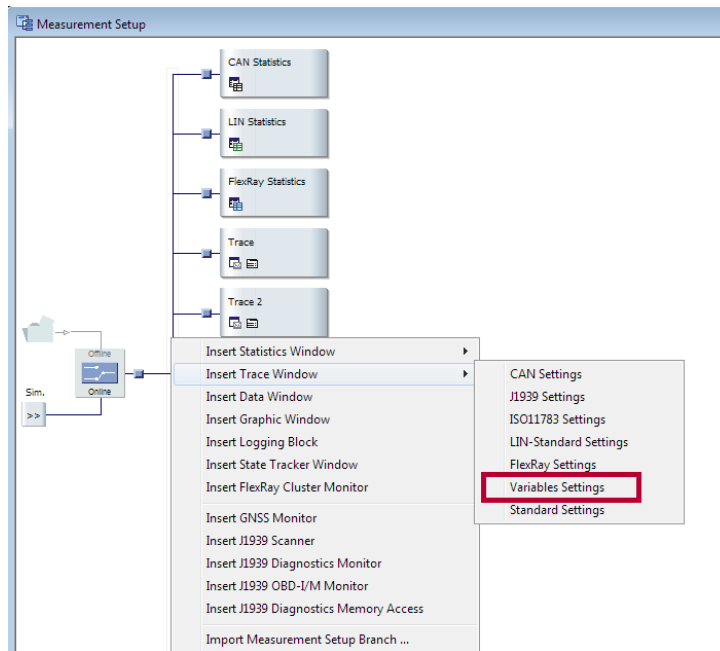 Measurement Setup
CAN Statistics
LIN Statistics
FlexRay Statistics
Trace
Trace 2
Offline
Online
Sim.
>>
Insert Statistics Window
Insert Trace Window
Insert Data Window
Insert Graphic Window
Insert Logging Block
Insert State Tracker Window
Insert FlexRay Cluster Monitor
Insert GNSS Monitor
Insert J1939 Scanner
Insert J1939 Diagnostics Monitor
Insert J1939 OBD-I/M Monitor
Insert J1939 Diagnostics Memory Access
Import Measurement Setup Branch ...
CAN Settings
J1939 Settings
ISO11783 Settings
LIN-Standard Settings
FlexRay Settings
Variables Settings
Standard Settings